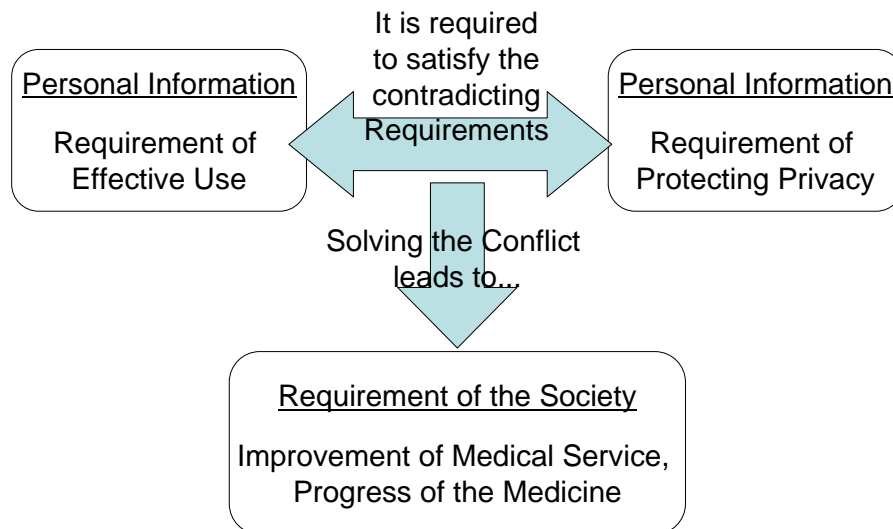 It is required
to satisfy the
contradicting
Requirements
Personal Information
Requirement of
Effective Use
Personal Information
Requirement of
Protecting Privacy
Solving the Conflict
leads to...
Requirement of the Society
Improvement of Medical Service,
Progress of the Medicine